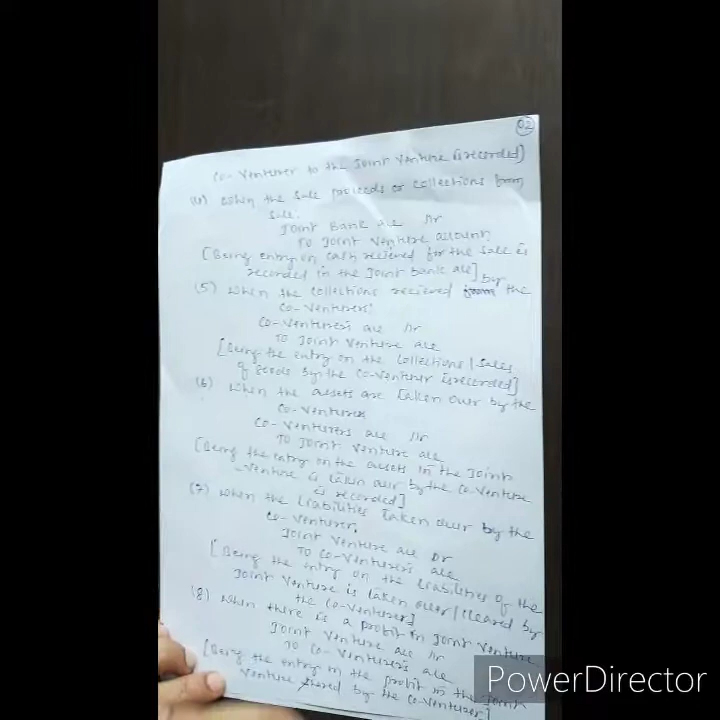 02
Co-Venturer to the Joint Venture is recorded]
(4) When the sale proceeds or collections from
sale.
Joint Bank a/c Dr
To Joint Venture account.
[Being entry on cash recieved for the sale is
recorded in the Joint bank a/c]
(5) When the collections recieved by the
Co-Venturers:
Co-Venturers a/c Dr
To Joint Venture a/c
[Being the entry on the collections / sales
of goods by the Co-Venturer is recorded]
(6) When the assets are taken over by the
Co-Venturer
Co-Venturers a/c Dr
To Joint Venture a/c
[Being the entry on the assets in the Joint
-Venture is taken over by the Co-Venture
is recorded]
(7) When the Liabilities taken over by the
Co-Venturer.
Joint Venture a/c Dr
To Co-Venturer's a/c
[Being the entry on the Liabilities of the
Joint Venture is taken over / cleared by
the Co-Venturer]
(8) When there is a profit in Joint Venture
Joint Venture a/c Dr
To Co-Venturer's a/c
[Being the entry in the profit in the Joint
Venture shared by the Co-Venturer]
PowerDirector